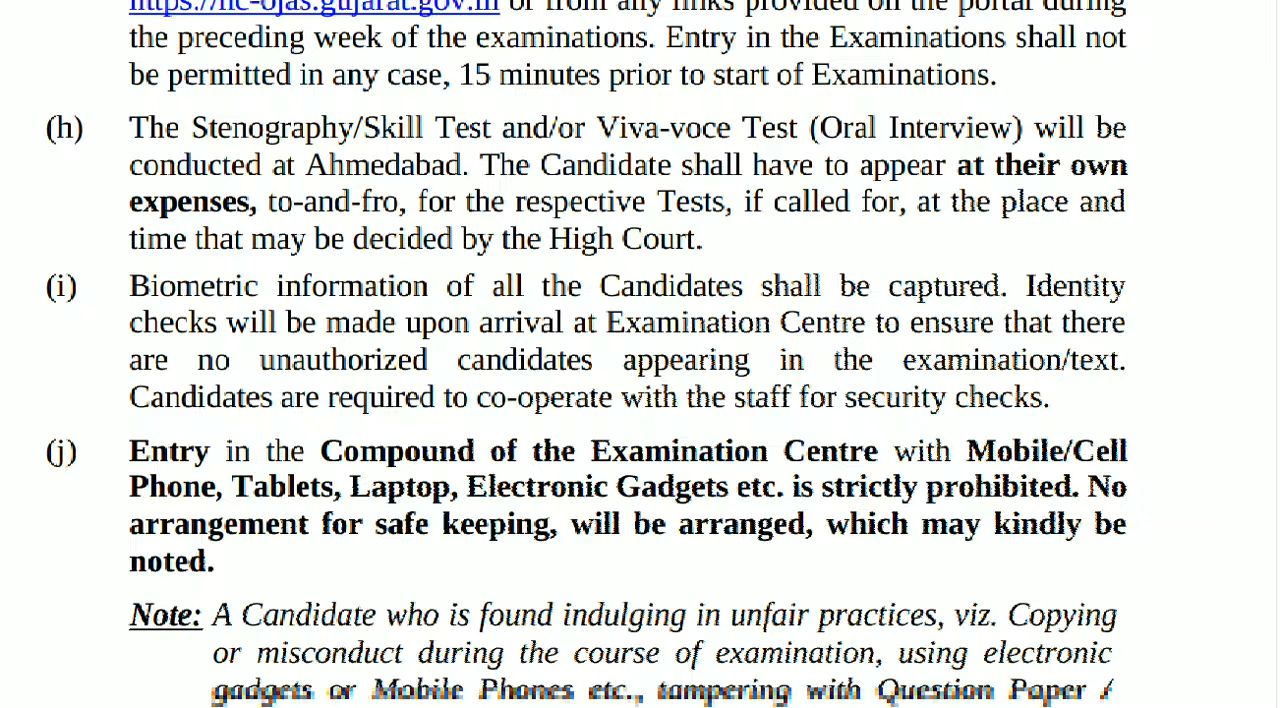 https://hc-ojas.gujarat.gov.in or from any links provided on the portal during
the preceding week of the examinations. Entry in the Examinations shall not
be permitted in any case, 15 minutes prior to start of Examinations.
(h) The Stenography/Skill Test and/or Viva-voce Test (Oral Interview) will be
conducted at Ahmedabad. The Candidate shall have to appear at their own
expenses, to-and-fro, for the respective Tests, if called for, at the place and
time that may be decided by the High Court.
(i) Biometric information of all the Candidates shall be captured. Identity
checks will be made upon arrival at Examination Centre to ensure that there
are no unauthorized candidates appearing in the examination/text.
Candidates are required to co-operate with the staff for security checks.
(j) Entry in the Compound of the Examination Centre with Mobile/Cell
Phone, Tablets, Laptop, Electronic Gadgets etc. is strictly prohibited. No
arrangement for safe keeping, will be arranged, which may kindly be
noted.
Note: A Candidate who is found indulging in unfair practices, viz. Copying
or misconduct during the course of examination, using electronic
gadgets or Mobile Phones etc., tampering with Question Paper /